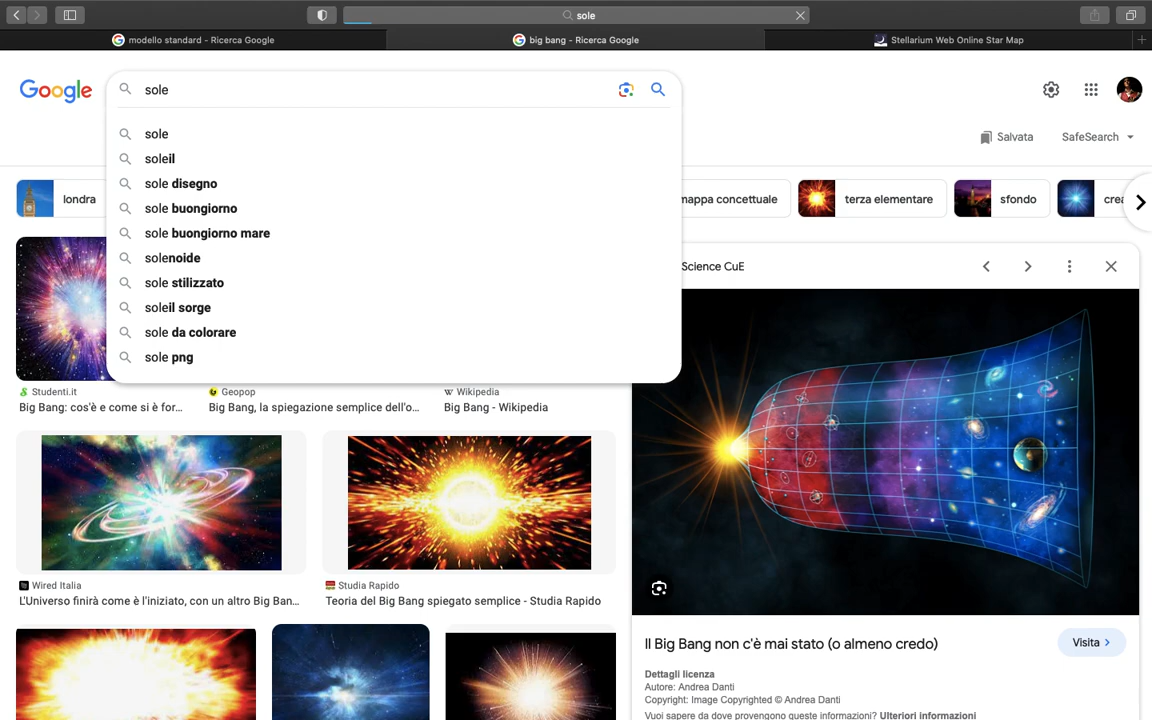 sole
modello standard - Ricerca Google
big bang - Ricerca Google
Stellarium Web Online Star Map
Google
sole
Salvata
SafeSearch
sole
soleil
sole disegno
sole buongiorno
sole buongiorno mare
solenoide
sole stilizzato
soleil sorge
sole da colorare
sole png
londra
mappa concettuale
terza elementare
sfondo
crea
Science CuE
Studenti.it
Big Bang: cos'è e come si è for...
Geopop
Big Bang, la spiegazione semplice dell'o...
Wikipedia
Big Bang - Wikipedia
Wired Italia
L'Universo finirà come è l'iniziato, con un altro Big Ban...
Studia Rapido
Teoria del Big Bang spiegato semplice - Studia Rapido
Il Big Bang non c'è mai stato (o almeno credo)
Visita
Dettagli licenza
Autore: Andrea Danti
Copyright: Image Copyrighted © Andrea Danti
Vuoi sapere da dove provengono queste informazioni? Ulteriori informazioni